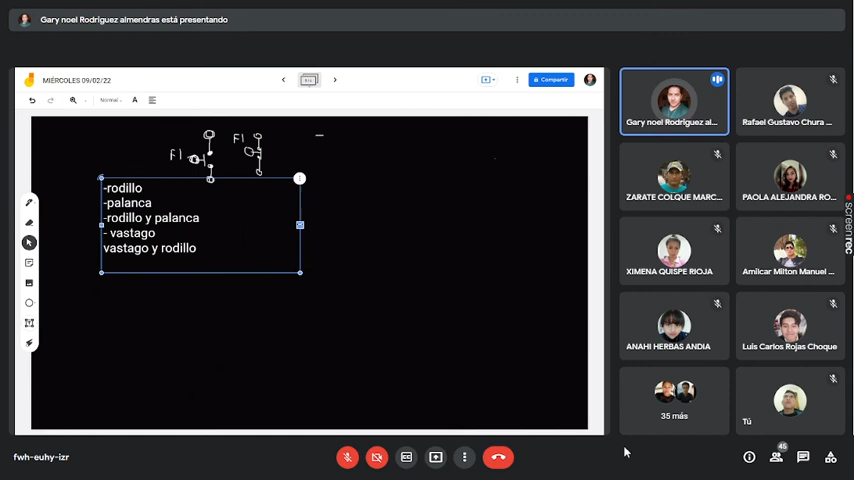 Gary noel Rodriguez almendras está presentando
MIÉRCOLES 09/02/22
Compartir
Normal
F1
F1
-rodillo
-palanca
-rodillo y palanca
- vastago
vastago y rodillo
Gary noel Rodriguez al...
Rafael Gustavo Chura ...
ZARATE COLQUE MARC...
PAOLA ALEJANDRA RO...
XIMENA QUISPE RIOJA
Amilcar Milton Manuel ...
ANAHI HERBAS ANDIA
Luis Carlos Rojas Choque
35 más
Tú
fwh-euhy-izr
45
screenrec